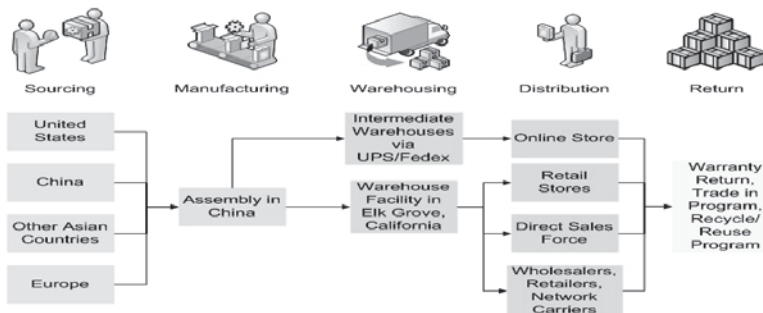 Sourcing
Manufacturing
Warehousing
Distribution
Return
United
States
China
Other Asian
Countries
Europe
Assembly in
China
Intermediate
Warehouses
via
UPS/Fedex
Warehouse
Facility in
Elk Grove,
California
Online Store
Retail
Stores
Direct Sales
Force
Wholesalers,
Retailers,
Network
Carriers
Warranty
Return,
Trade in
Program,
Recycle/
Reuse
Program